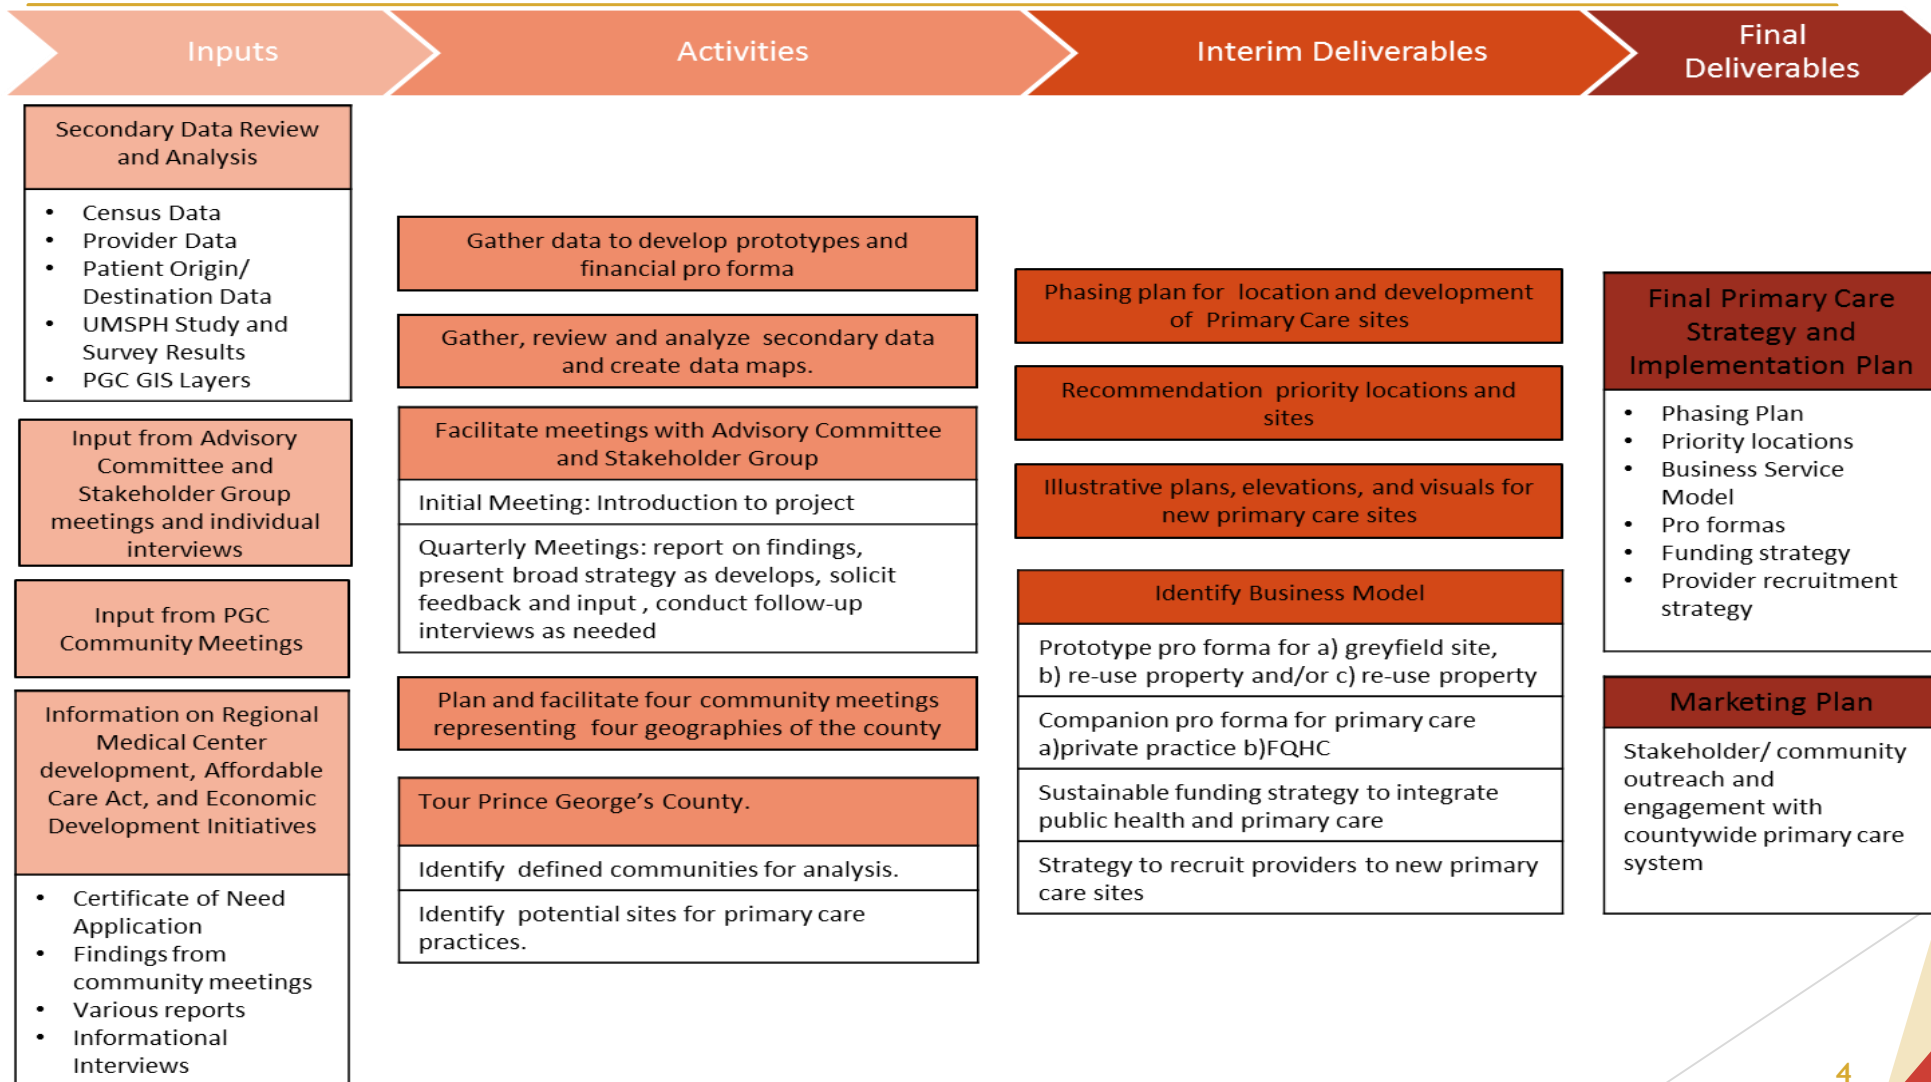 Inputs
Activities
Interim Deliverables
Final
Deliverables
Secondary Data Review
and Analysis
• Census Data
• Provider Data
• Patient Origin/
Destination Data
• UMSPH Study and
Survey Results
• PGC GIS Layers
Input from Advisory
Committee and
Stakeholder Group
meetings and individual
interviews
Input from PGC
Community Meetings
Information on Regional
Medical Center
development, Affordable
Care Act, and Economic
Development Initiatives
• Certificate of Need
Application
• Findings from
community meetings
• Various reports
• Informational
Interviews
Gather data to develop prototypes and
financial pro forma
Gather, review and analyze secondary data
and create data maps.
Facilitate meetings with Advisory Committee
and Stakeholder Group
Initial Meeting: Introduction to project
Quarterly Meetings: report on findings,
present broad strategy as develops, solicit
feedback and input , conduct follow-up
interviews as needed
Plan and facilitate four community meetings
representing four geographies of the county
Tour Prince George’s County.
Identify defined communities for analysis.
Identify potential sites for primary care
practices.
Phasing plan for location and development
of Primary Care sites
Recommendation priority locations and
sites
Illustrative plans, elevations, and visuals for
new primary care sites
Identify Business Model
Prototype pro forma for a) greyfield site,
b) re-use property and/or c) re-use property
Companion pro forma for primary care
a)private practice b)FQHC
Sustainable funding strategy to integrate
public health and primary care
Strategy to recruit providers to new primary
care sites
Final Primary Care
Strategy and
Implementation Plan
• Phasing Plan
• Priority locations
• Business Service
Model
• Pro formas
• Funding strategy
• Provider recruitment
strategy
Marketing Plan
Stakeholder/ community
outreach and
engagement with
countywide primary care
system
4